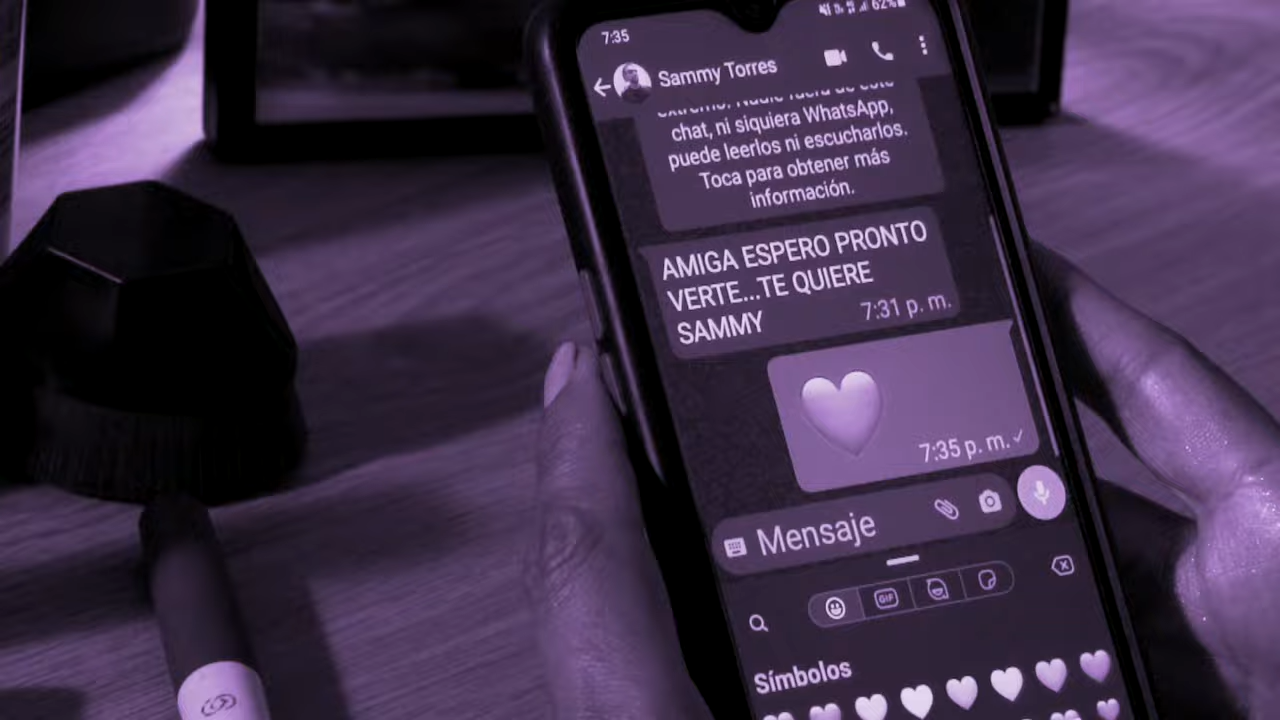 7:35
62%
Sammy Torres
extremo. Nadie fuera de este
chat, ni siquiera WhatsApp,
puede leerlos ni escucharlos.
Toca para obtener más
información.
AMIGA ESPERO PRONTO
VERTE...TE QUIERE
SAMMY
7:31 p. m.
7:35 p. m.
Mensaje
GIF
Símbolos